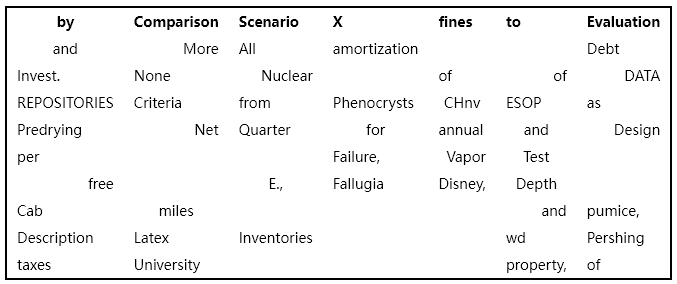 by Comparison Scenario X fines to Evaluation
and More All amortization Debt
Invest. None Nuclear of of DATA
REPOSITORIES Criteria from Phenocrysts CHnv ESOP as
Predrying Net Quarter for annual and Design
per Failure, Vapor Test
free E., Fallugia Disney, Depth
Cab miles and pumice,
Description Latex Inventories wd Pershing
taxes University property, of